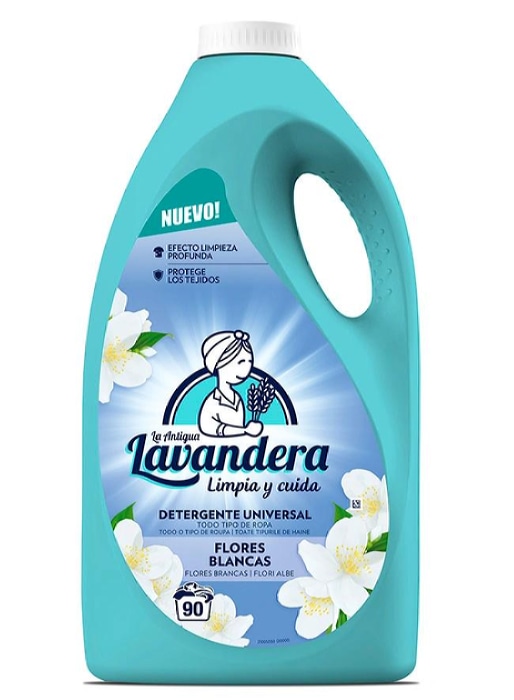 NUEVO!
EFECTO LIMPIEZA
PROFUNDA
PROTEGE
LOS TEJIDOS
La Antigua
Lavandera
Limpia y cuida
DETERGENTE UNIVERSAL
TODO TIPO DE ROPA
TODO O TIPO DE ROUPA | TOATE TIPURILE DE HAINE
FLORES
BLANCAS
FLORES BRANCAS | FLORI ALBE
90